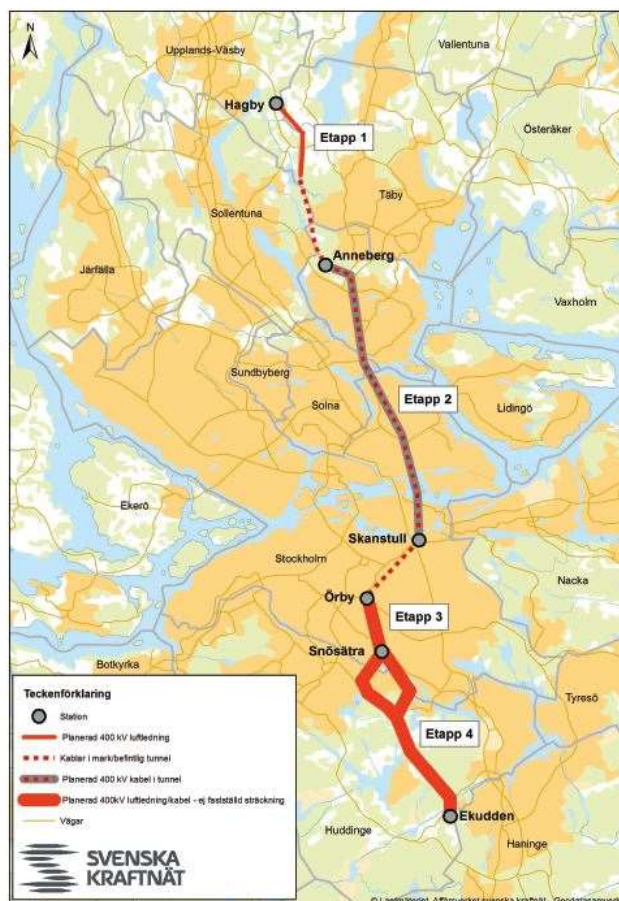 N
Upplands-Väsby
Vallentuna
Hagby
Etapp 1
Österåker
Täby
Sollentuna
Anneberg
Järfälla
Vaxholm
Sundbyberg
Etapp 2
Solna
Lidingö
Ekerö
Skanstull
Stockholm
Nacka
Örby
Etapp 3
Snösätra
Botkyrka
Tyresö
Etapp 4
Teckenförklaring
Station
Planerad 400 kV luftledning
Kablar i mark/befintlig tunnel
Planerad 400 kV kabel i tunnel
Planerad 400kV luftledning/kabel - ej fastställd sträckning
Vägar
Ekudden
Huddinge
Haninge
SVENSKA
KRAFTNÄT